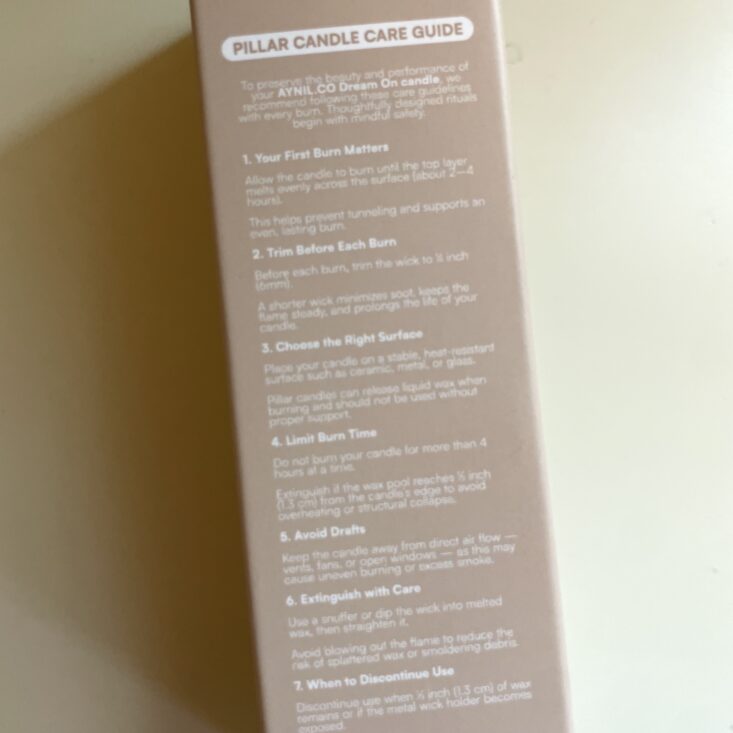 PILLAR CANDLE CARE GUIDE
To preserve the beauty and performance of
your AYNIL.CO Dream On candle, we
recommend following these care guidelines
with every burn. Thoughtfully designed rituals
begin with mindful safety.
1. Your First Burn Matters
Allow the candle to burn until the top layer
melts evenly across the surface (about 2–4
hours).
This helps prevent tunneling and supports an
even, lasting burn.
2. Trim Before Each Burn
Before each burn, trim the wick to ¼ inch
(6mm).
A shorter wick minimizes soot, keeps the
flame steady, and prolongs the life of your
candle.
3. Choose the Right Surface
Place your candle on a stable, heat-resistant
surface such as ceramic, metal, or glass.
Pillar candles can release liquid wax when
burning and should not be used without
proper support.
4. Limit Burn Time
Do not burn your candle for more than 4
hours at a time.
Extinguish if the wax pool reaches ½ inch
(1.3 cm) from the candle's edge to avoid
overheating or structural collapse.
5. Avoid Drafts
Keep the candle away from direct air flow —
vents, fans, or open windows — as this may
cause uneven burning or excess smoke.
6. Extinguish with Care
Use a snuffer or dip the wick into melted
wax, then straighten it.
Avoid blowing out the flame to reduce the
risk of splattered wax or smoldering debris.
7. When to Discontinue Use
Discontinue use when ½ inch (1.3 cm) of wax
remains or if the metal wick holder becomes
exposed.